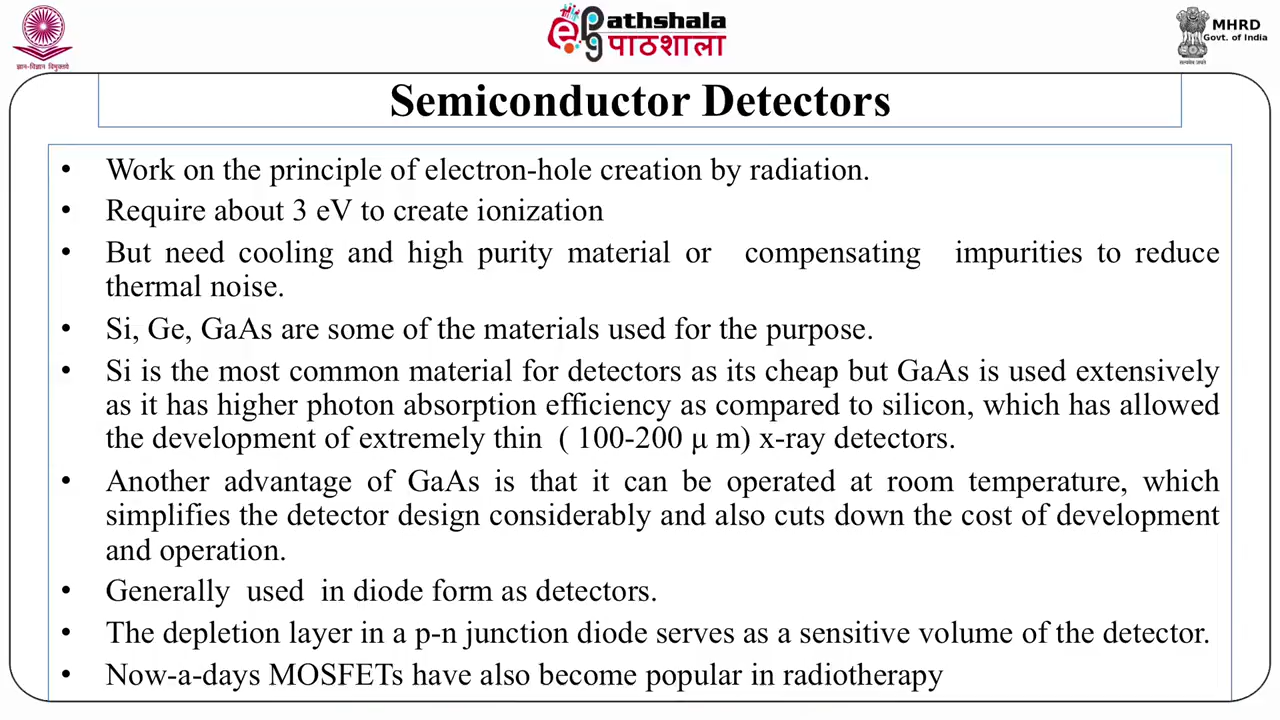 ज्ञान-विज्ञान विमुक्तये
ePathshala
पाठशाला
MHRD
Govt. of India
सत्यमेव जयते
Semiconductor Detectors
• Work on the principle of electron-hole creation by radiation.
• Require about 3 eV to create ionization
• But need cooling and high purity material or compensating impurities to reduce
thermal noise.
• Si, Ge, GaAs are some of the materials used for the purpose.
• Si is the most common material for detectors as its cheap but GaAs is used extensively
as it has higher photon absorption efficiency as compared to silicon, which has allowed
the development of extremely thin ( 100-200 μ m) x-ray detectors.
• Another advantage of GaAs is that it can be operated at room temperature, which
simplifies the detector design considerably and also cuts down the cost of development
and operation.
• Generally used in diode form as detectors.
• The depletion layer in a p-n junction diode serves as a sensitive volume of the detector.
• Now-a-days MOSFETs have also become popular in radiotherapy